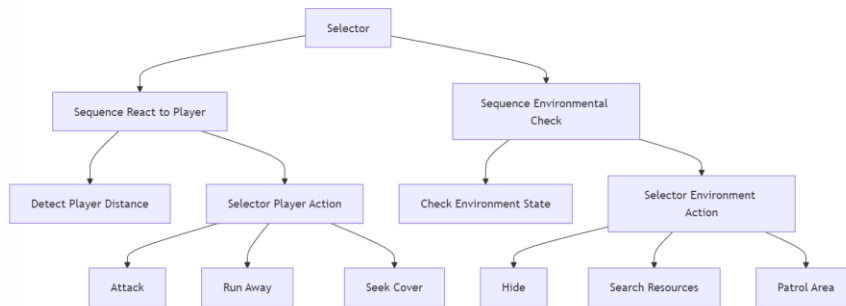 Selector
Sequence React to Player
Sequence Environmental
Check
Detect Player Distance
Selector Player Action
Check Environment State
Selector Environment
Action
Attack
Run Away
Seek Cover
Hide
Search Resources
Patrol Area